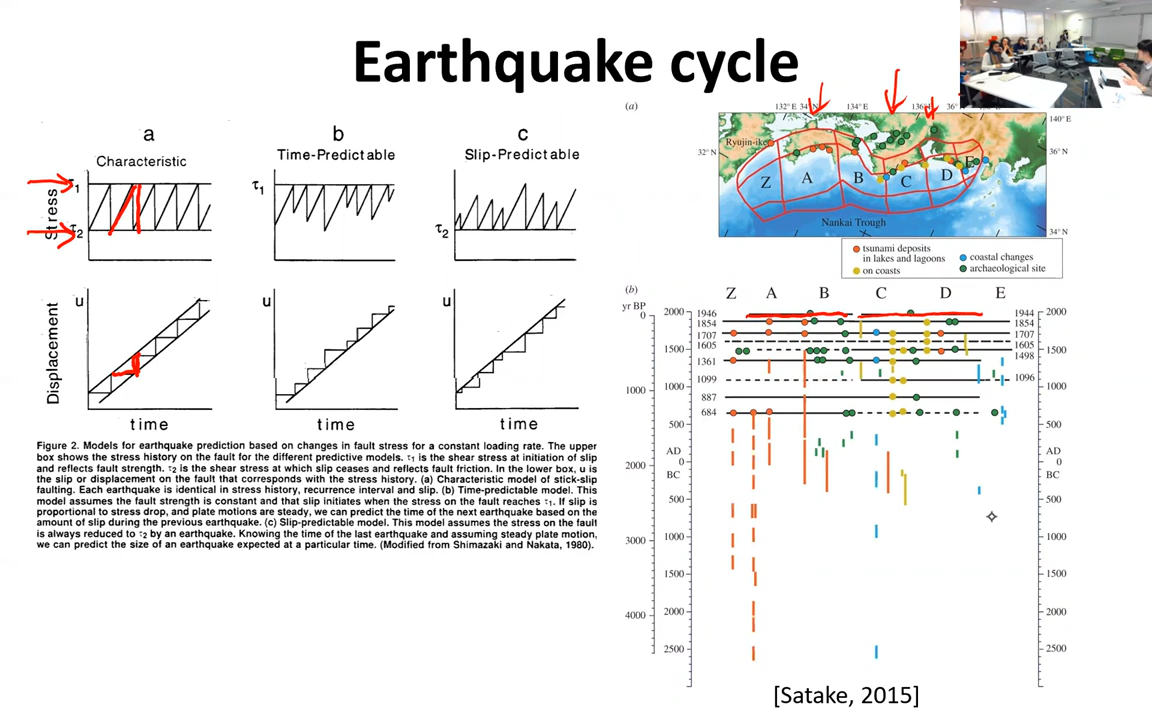 Earthquake cycle
a
b
c
Characteristic
Time-Predictable
Slip-Predictable
τ1
τ2
Stress
τ1
τ2
u
u
u
Displacement
time
time
time
Figure 2. Models for earthquake prediction based on changes in fault stress for a constant loading rate. The upper
box shows the stress history on the fault for the different predictive models. τ1 is the shear stress at initiation of slip
and reflects fault strength. τ2 is the shear stress at which slip ceases and reflects fault friction. In the lower box, u is
the slip or displacement on the fault that corresponds with the stress history. (a) Characteristic model of stick-slip
faulting. Each earthquake is identical in stress history, recurrence interval and slip. (b) Time-predictable model. This
model assumes the fault strength is constant and that slip initiates when the stress on the fault reaches τ1. If slip is
proportional to stress drop, and plate motions are steady, we can predict the time of the next earthquake based on the
amount of slip during the previous earthquake. (c) Slip-predictable model. This model assumes the stress on the fault
is always reduced to τ2 by an earthquake. Knowing the time of the last earthquake and assuming steady plate motion,
we can predict the size of an earthquake expected at a particular time. (Modified from Shimazaki and Nakata, 1980).
(a)
132° E
134° E
140° E
Ryujin-ike
32° N
36° N
Z
A
B
C
D
E
Nankai Trough
34° N
tsunami deposits
in lakes and lagoons
on coasts
coastal changes
archaeological site
(b)
Z
A
B
C
D
E
yr BP
0
1000
2000
3000
4000
2000
1500
1000
500
AD
0
BC
500
1000
1500
2000
2500
1946
1854
1707
1605
1361
1099
887
684
1944
1854
1707
1605
1498
1096
2000
1500
1000
500
AD
0
BC
500
1000
1500
2000
2500
[Satake, 2015]